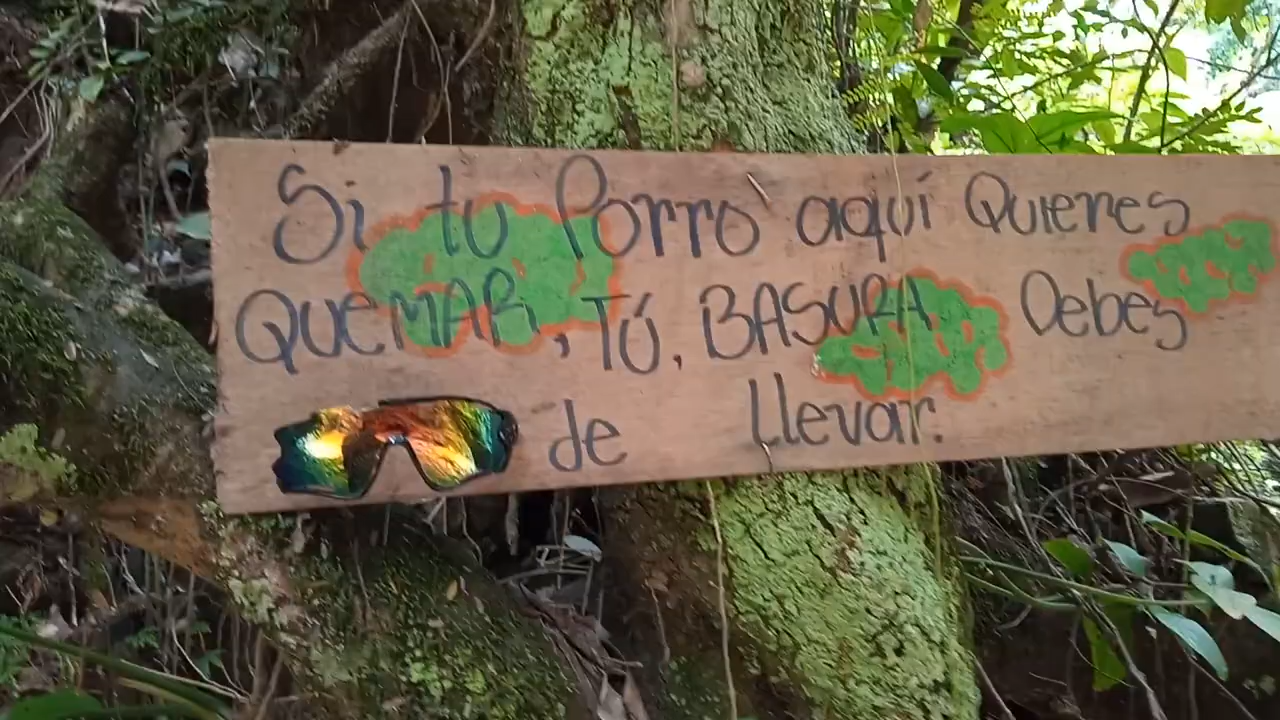 Si tu Porro aquí Quieres
QUEMAR, TÚ, BASURA Debes
de Llevar.